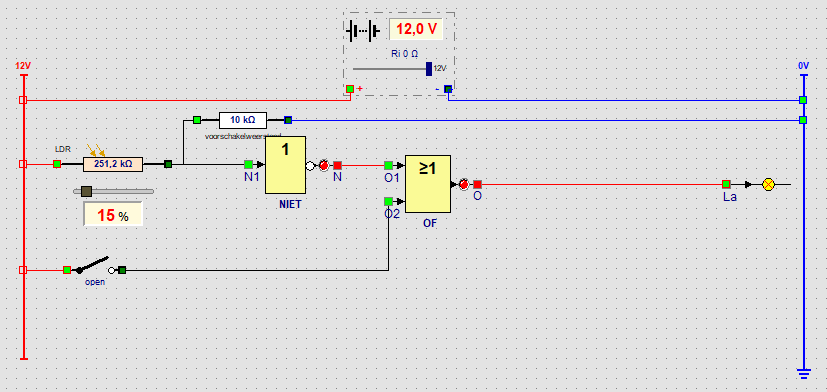 12,0 V
Ri 0 Ω
12V
+
-
12V
0V
10 kΩ
voorschakelweerstand
LDR
251,2 kΩ
15 %
1
N1
N
NIET
≥1
O1
O2
O
OF
La
open